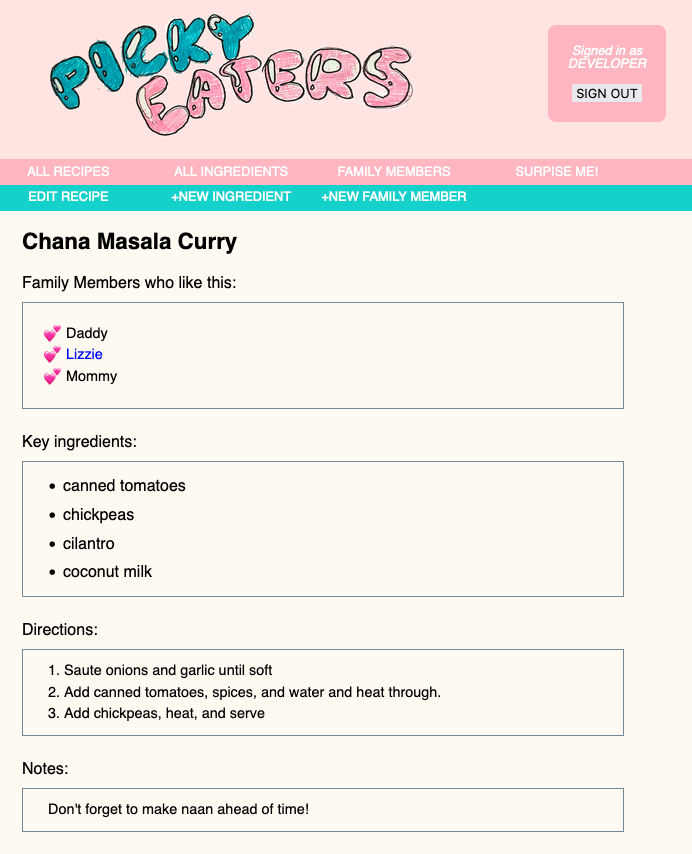 PICKY
EATERS
Signed in as
DEVELOPER
SIGN OUT
ALL RECIPES ALL INGREDIENTS FAMILY MEMBERS SURPISE ME!
EDIT RECIPE +NEW INGREDIENT +NEW FAMILY MEMBER
Chana Masala Curry
Family Members who like this:
💕 Daddy
💕 Lizzie
💕 Mommy
Key ingredients:
• canned tomatoes
• chickpeas
• cilantro
• coconut milk
Directions:
1. Saute onions and garlic until soft
2. Add canned tomatoes, spices, and water and heat through.
3. Add chickpeas, heat, and serve
Notes:
Don't forget to make naan ahead of time!